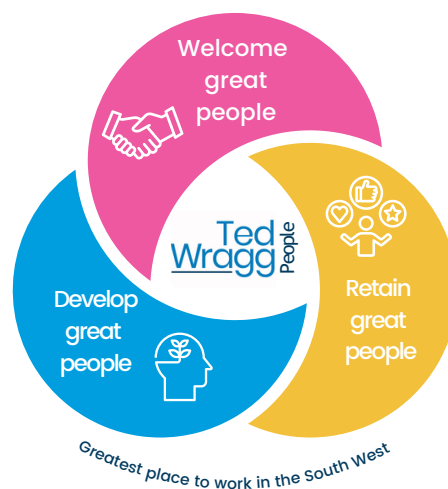 Welcome
great
people
Ted
Wragg
People
Retain
great
people
Develop
great
people
Greatest place to work in the South West